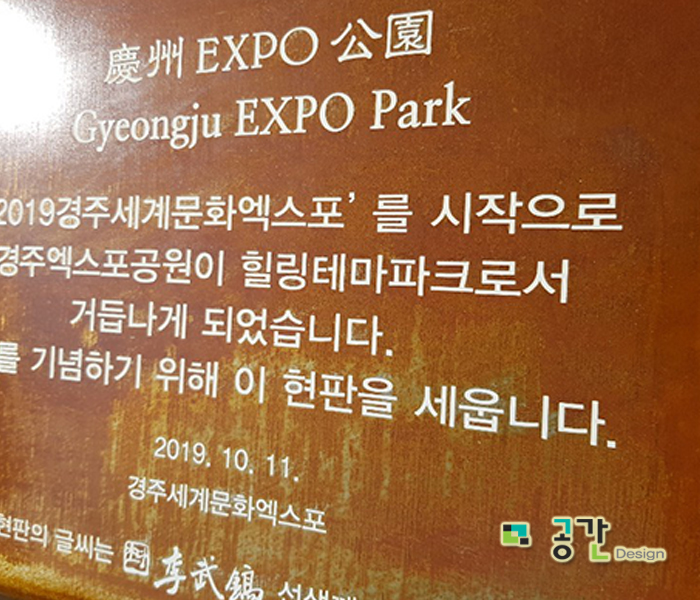 慶州 EXPO 公園
Gyeongju EXPO Park
2019경주세계문화엑스포’ 를 시작으로
경주엑스포공원이 힐링테마파크로서
거듭나게 되었습니다.
를 기념하기 위해 이 현판을 세웁니다.
2019. 10. 11.
경주세계문화엑스포
현판의 글씨는 李武鎬
공간 Design